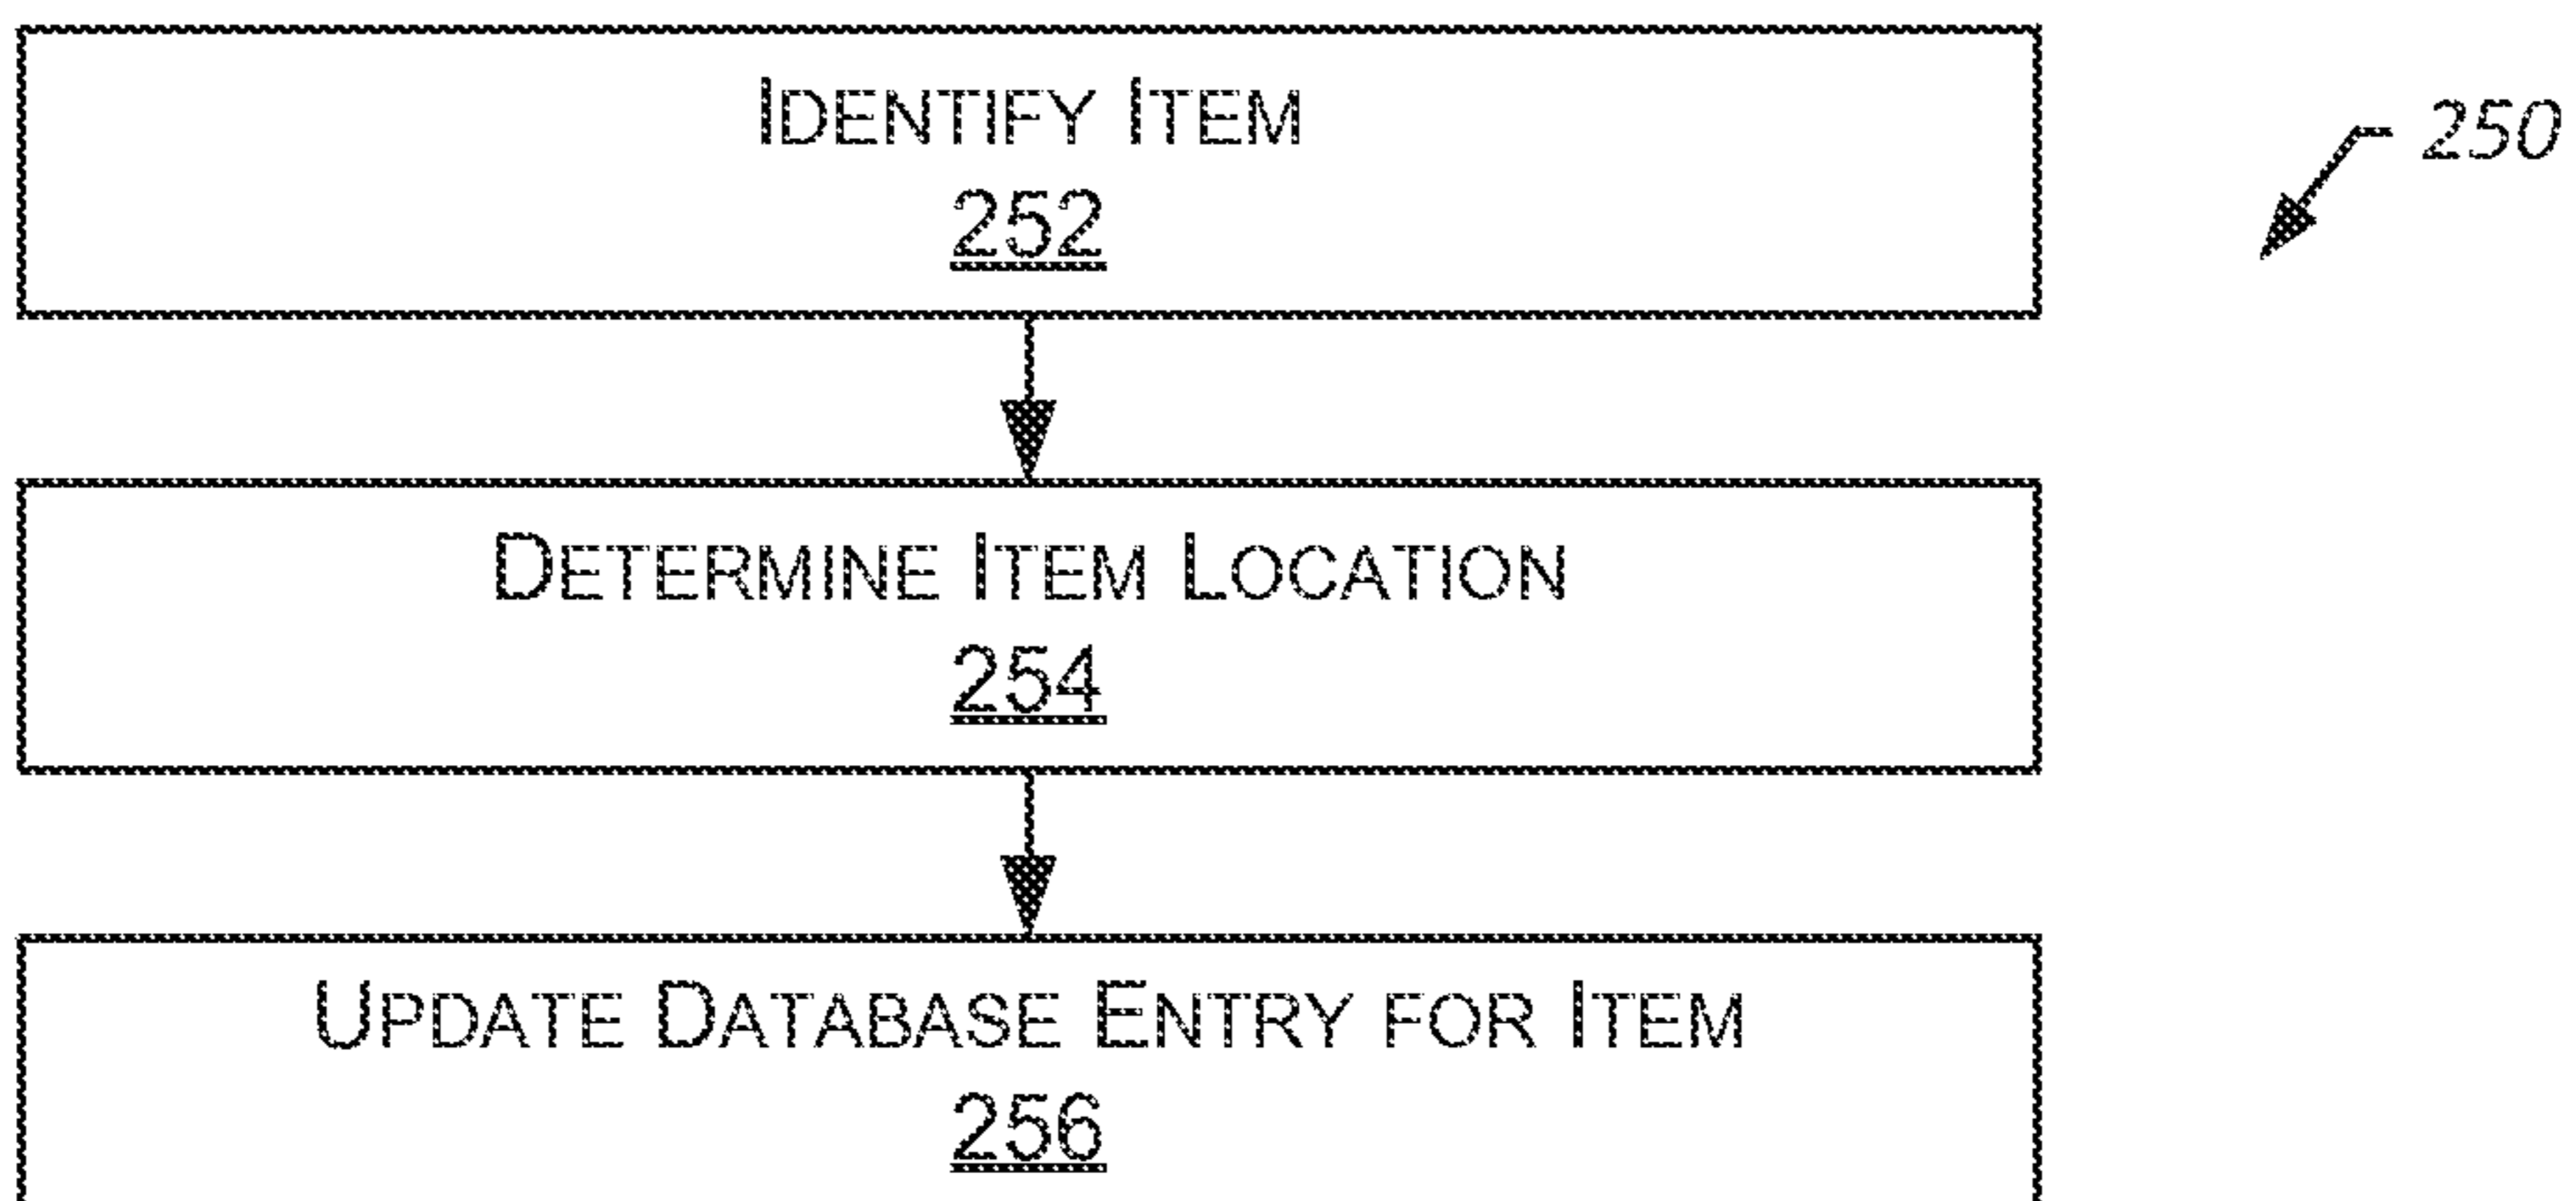 IDENTIFY ITEM
252
250
DETERMINE ITEM LOCATION
254
UPDATE DATABASE ENTRY FOR ITEM
256